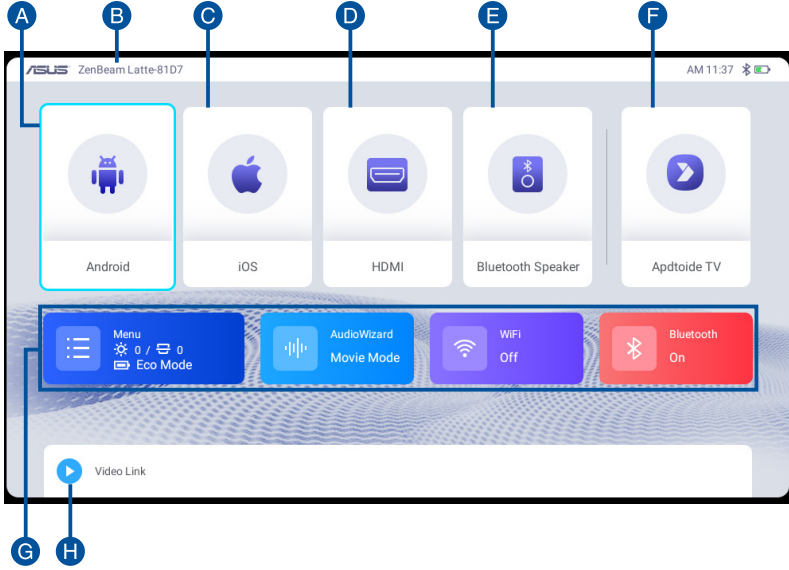 A B C D E F
ASUS ZenBeam Latte-81D7 AM 11:37
Android iOS HDMI Bluetooth Speaker Apdtoide TV
Menu
0 / 0
Eco Mode
AudioWizard
Movie Mode
WiFi
Off
Bluetooth
On
Video Link
G H